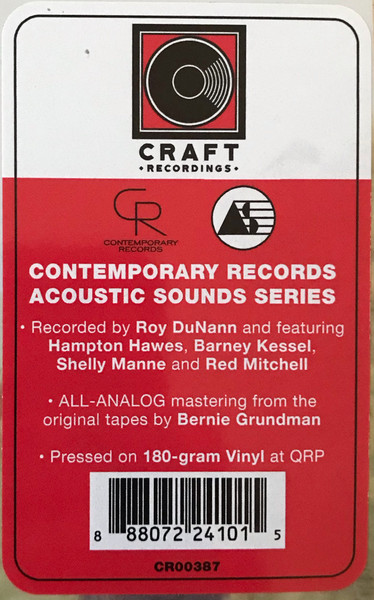 CRAFT
• RECORDINGS •
CR
CONTEMPORARY
RECORDS
AS
CONTEMPORARY RECORDS
ACOUSTIC SOUNDS SERIES
• Recorded by Roy DuNann and featuring
Hampton Hawes, Barney Kessel,
Shelly Manne and Red Mitchell
• ALL-ANALOG mastering from the
original tapes by Bernie Grundman
• Pressed on 180-gram Vinyl at QRP
8 88072 24101 5
CR00387